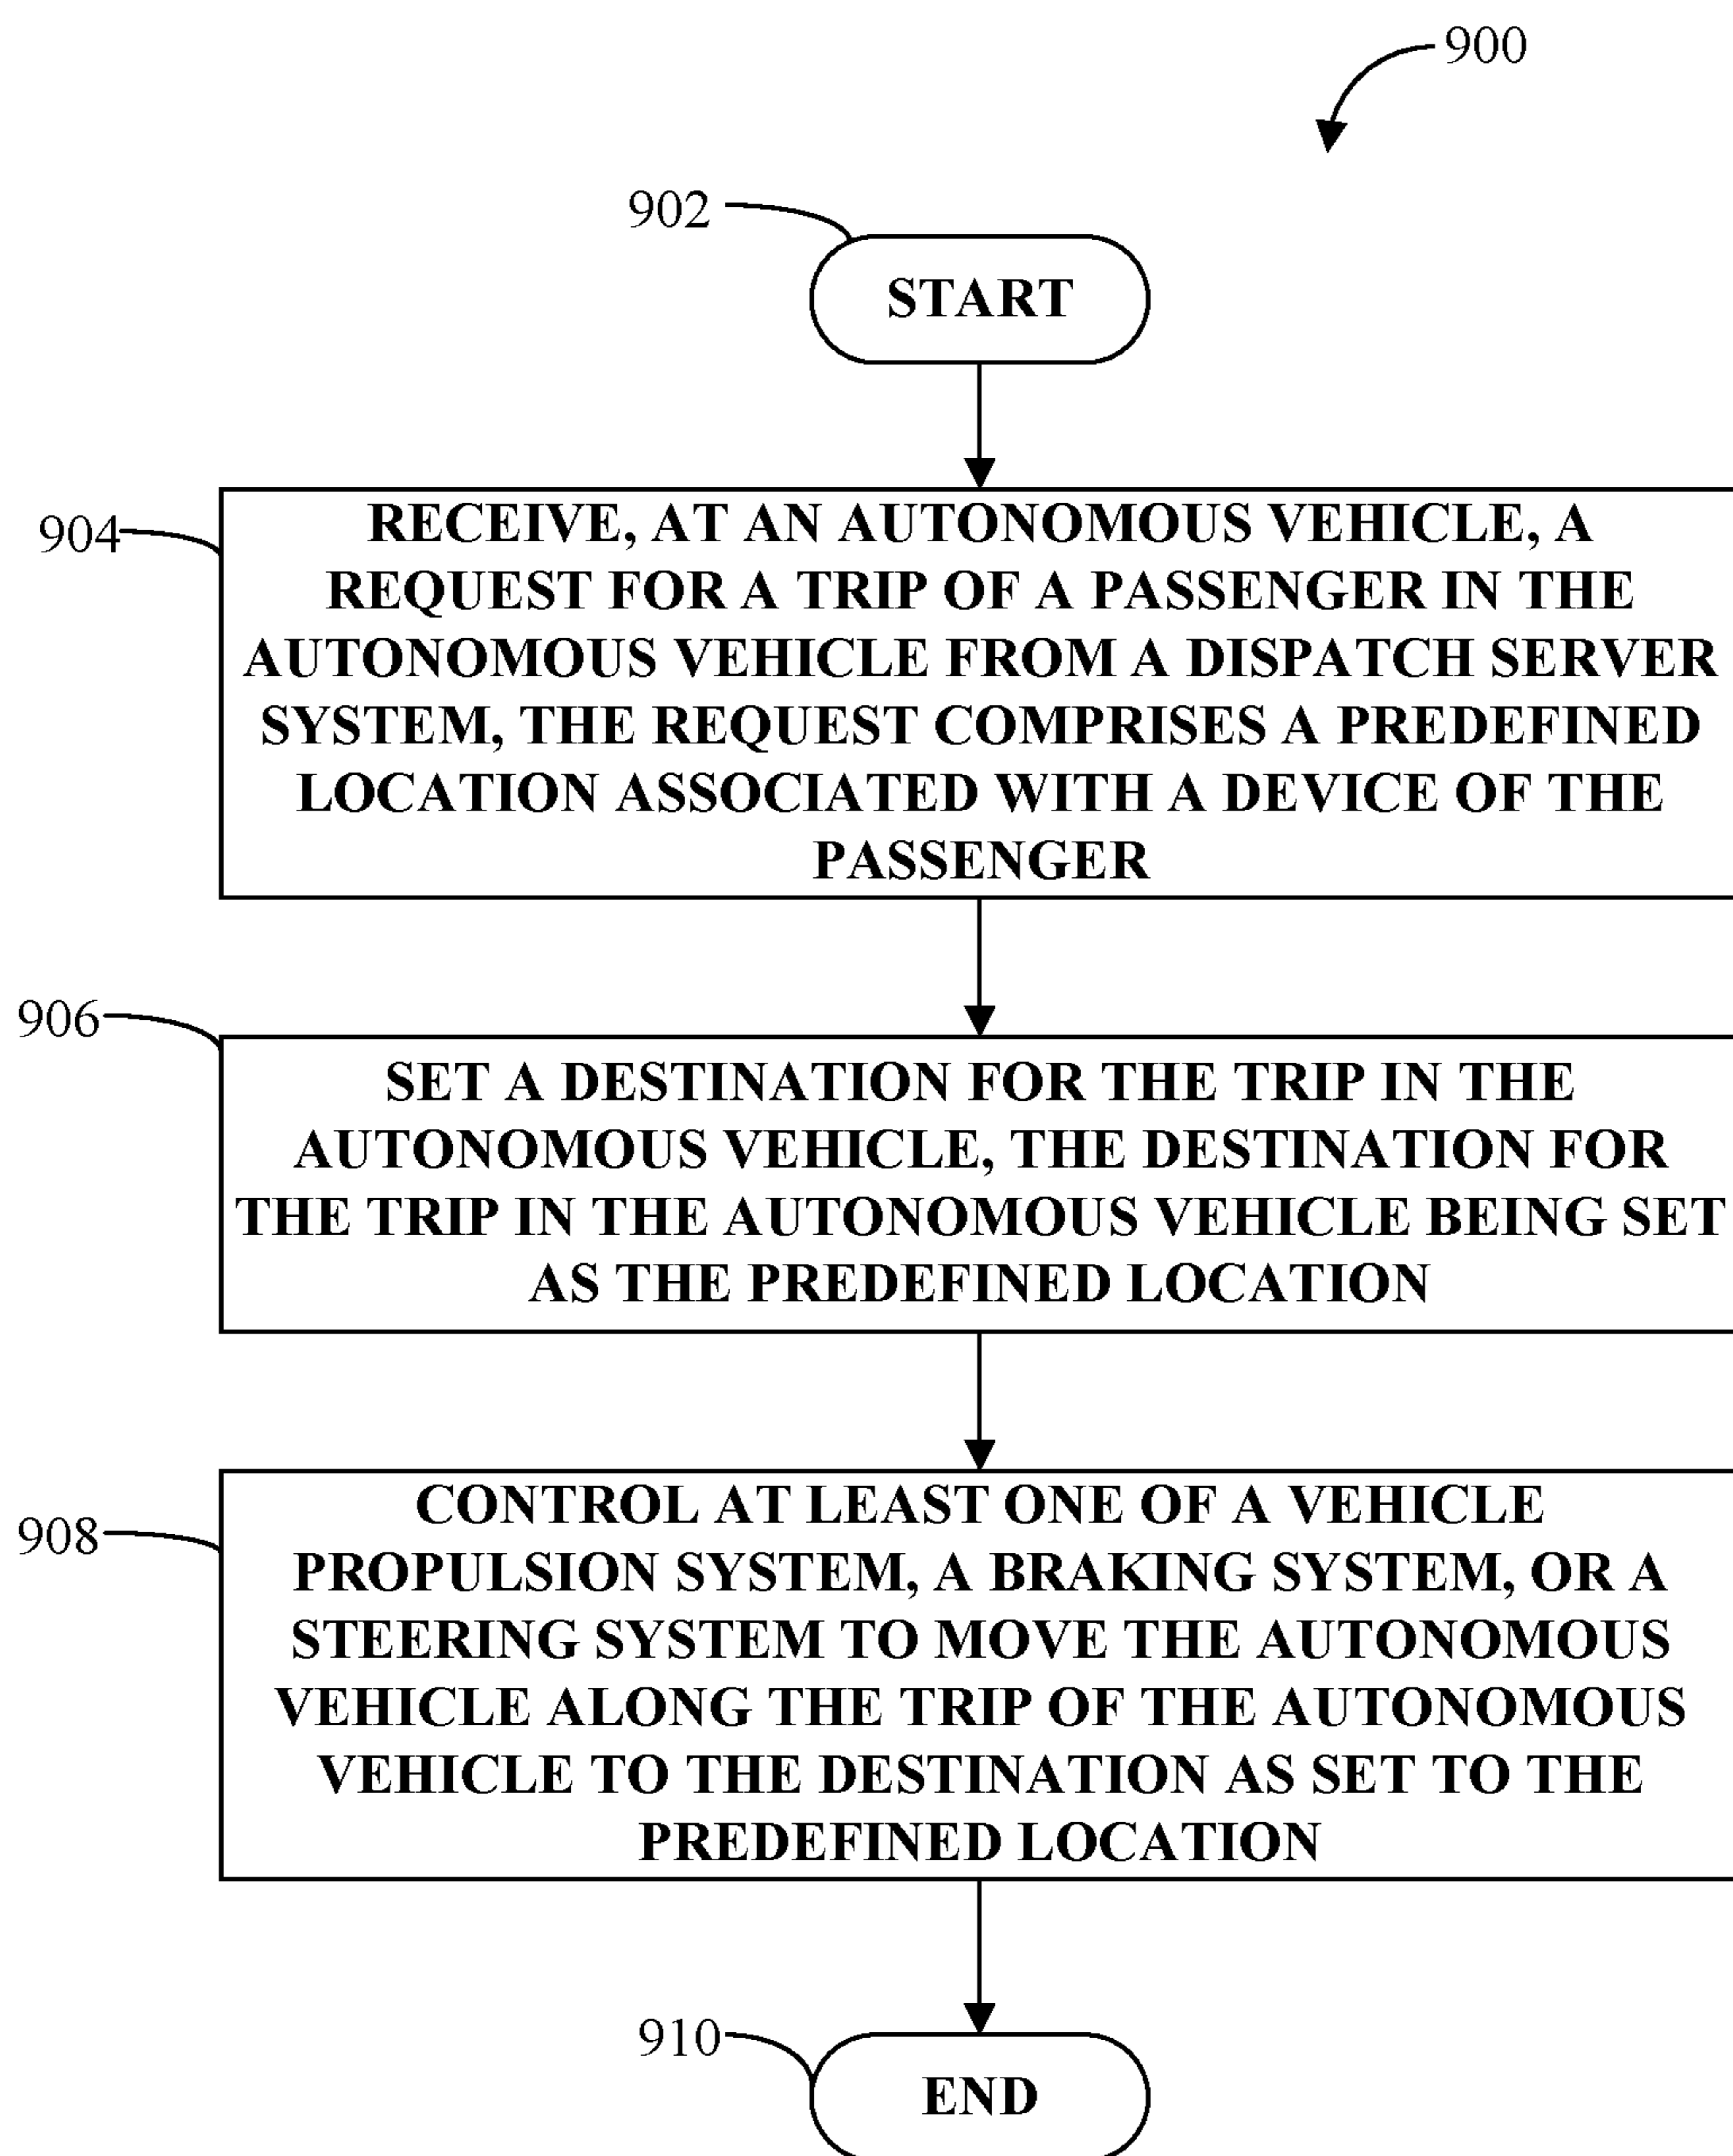 900
902
START
904
RECEIVE, AT AN AUTONOMOUS VEHICLE, A
REQUEST FOR A TRIP OF A PASSENGER IN THE
AUTONOMOUS VEHICLE FROM A DISPATCH SERVER
SYSTEM, THE REQUEST COMPRISES A PREDEFINED
LOCATION ASSOCIATED WITH A DEVICE OF THE
PASSENGER
906
SET A DESTINATION FOR THE TRIP IN THE
AUTONOMOUS VEHICLE, THE DESTINATION FOR
THE TRIP IN THE AUTONOMOUS VEHICLE BEING SET
AS THE PREDEFINED LOCATION
908
CONTROL AT LEAST ONE OF A VEHICLE
PROPULSION SYSTEM, A BRAKING SYSTEM, OR A
STEERING SYSTEM TO MOVE THE AUTONOMOUS
VEHICLE ALONG THE TRIP OF THE AUTONOMOUS
VEHICLE TO THE DESTINATION AS SET TO THE
PREDEFINED LOCATION
910
END